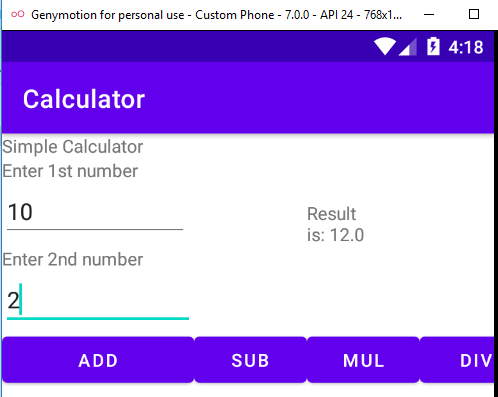 Genymotion for personal use - Custom Phone - 7.0.0 - API 24 - 768x1...
4:18
Calculator
Simple Calculator
Enter 1st number
10
Result
is: 12.0
Enter 2nd number
2
ADD SUB MUL DIV